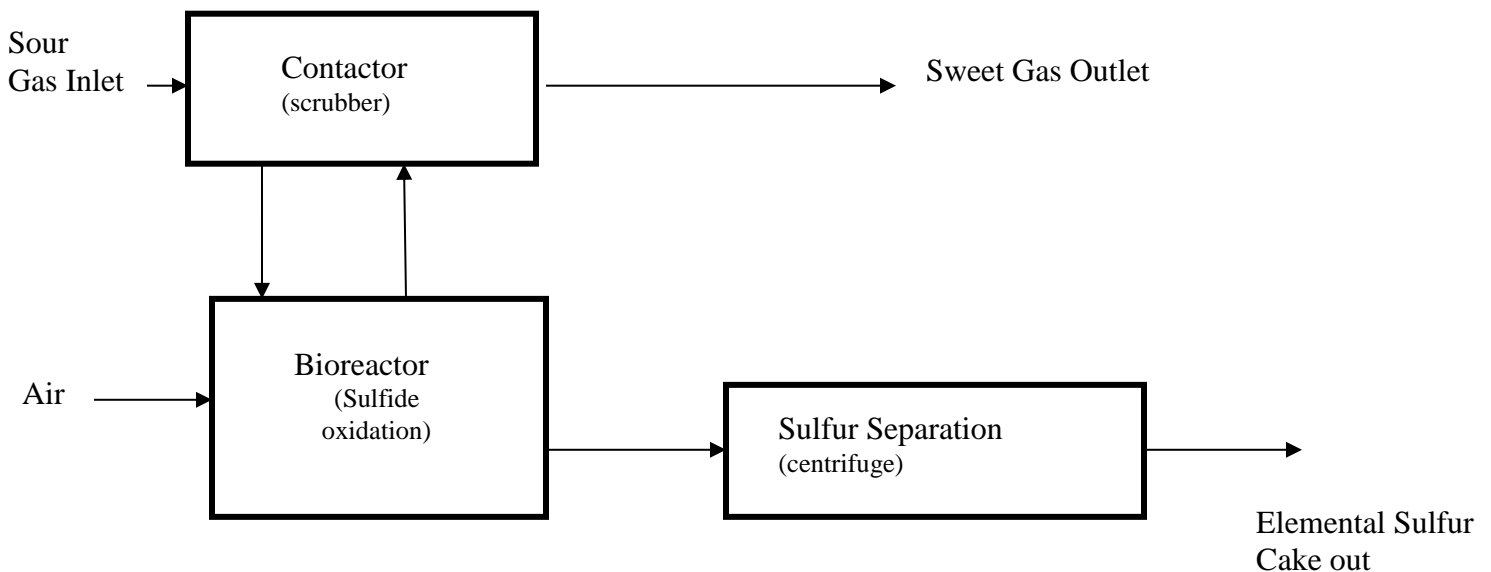 Sour
Gas Inlet
Contactor
(scrubber)
Sweet Gas Outlet
Bioreactor
(Sulfide
oxidation)
Air
Sulfur Separation
(centrifuge)
Elemental Sulfur
Cake out